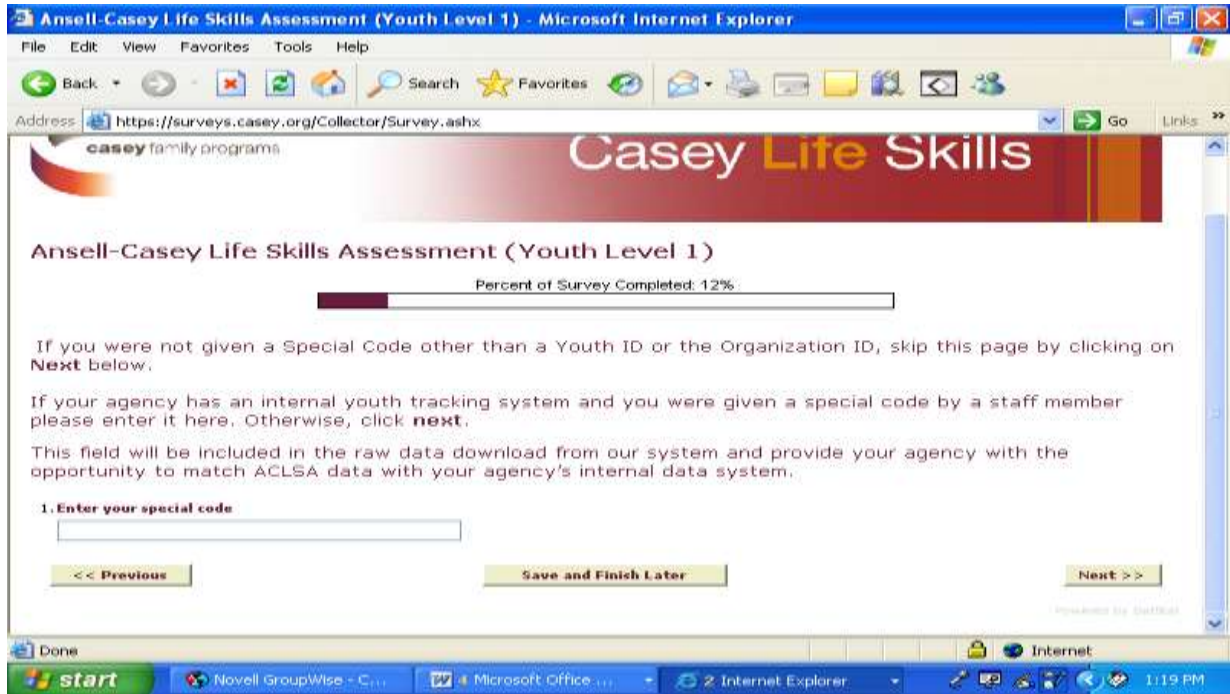 Ansell-Casey Life Skills Assessment (Youth Level 1) - Microsoft Internet Explorer
File Edit View Favorites Tools Help
Back Search Favorites
Address https://surveys.casey.org/Collector/Survey.ashx Go Links »
casey family programs
Casey Life Skills
Ansell-Casey Life Skills Assessment (Youth Level 1)
Percent of Survey Completed: 12%
If you were not given a Special Code other than a Youth ID or the Organization ID, skip this page by clicking on
Next below.
If your agency has an internal youth tracking system and you were given a special code by a staff member
please enter it here. Otherwise, click next.
This field will be included in the raw data download from our system and provide your agency with the
opportunity to match ACLSA data with your agency's internal data system.
1. Enter your special code
<< Previous Save and Finish Later Next >>
Powered by
Done Internet
start Novell GroupWise - C... 4 Microsoft Office ... 2 Internet Explorer 1:19 PM